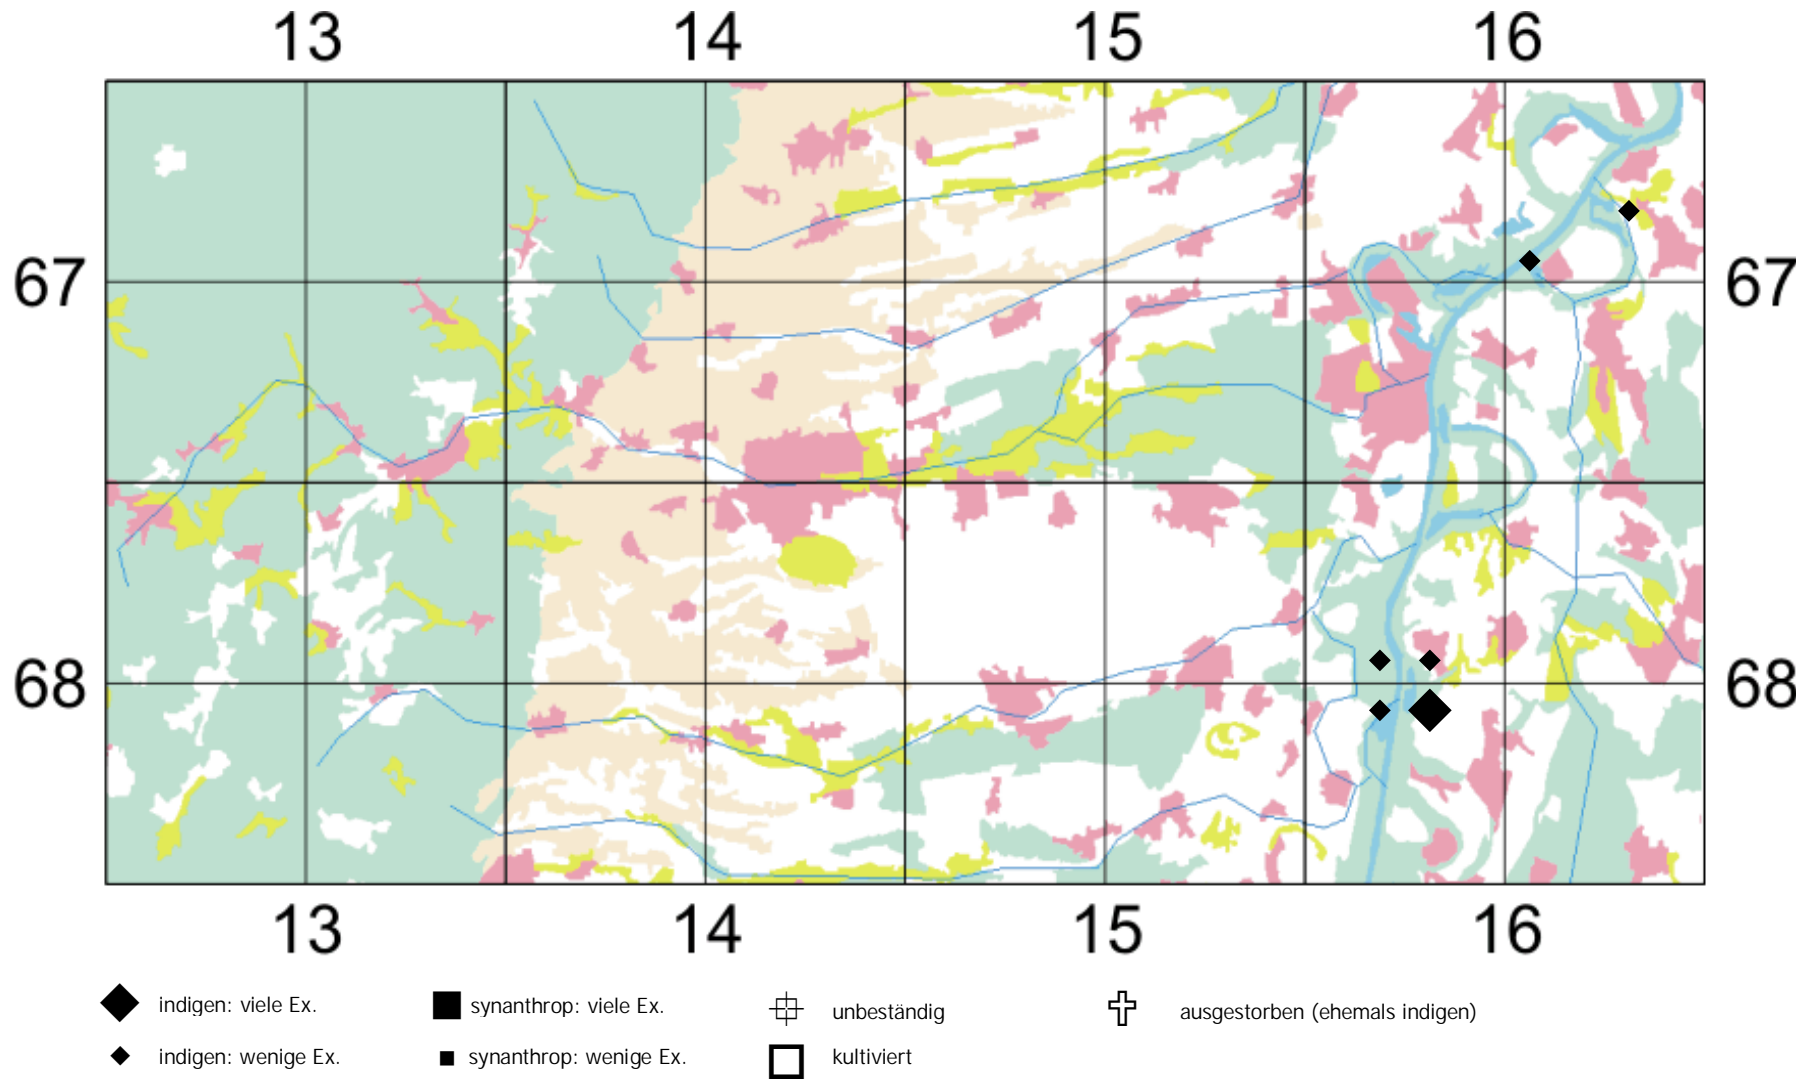 13 14 15 16
67 67
68 68
13 14 15 16
indigen: viele Ex. synanthrop: viele Ex. unbeständig ausgestorben (ehemals indigen)
indigen: wenige Ex. synanthrop: wenige Ex. kultiviert